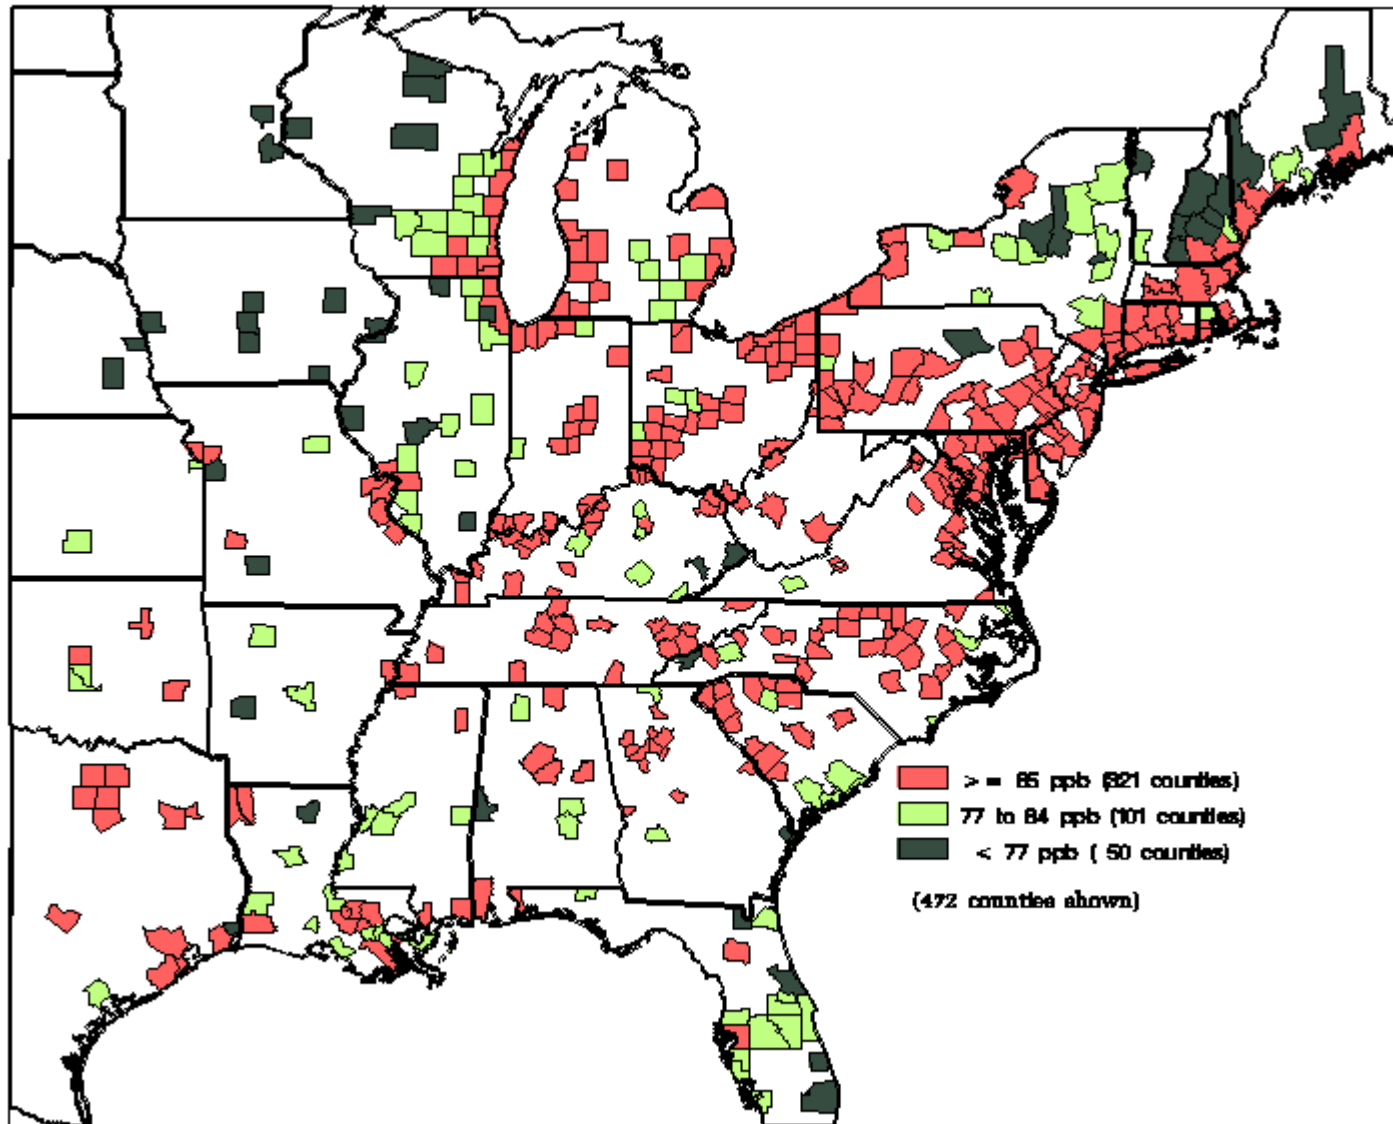 > = 85 ppb (321 counties)
77 to 84 ppb (101 counties)
< 77 ppb ( 50 counties)
(472 counties shown)